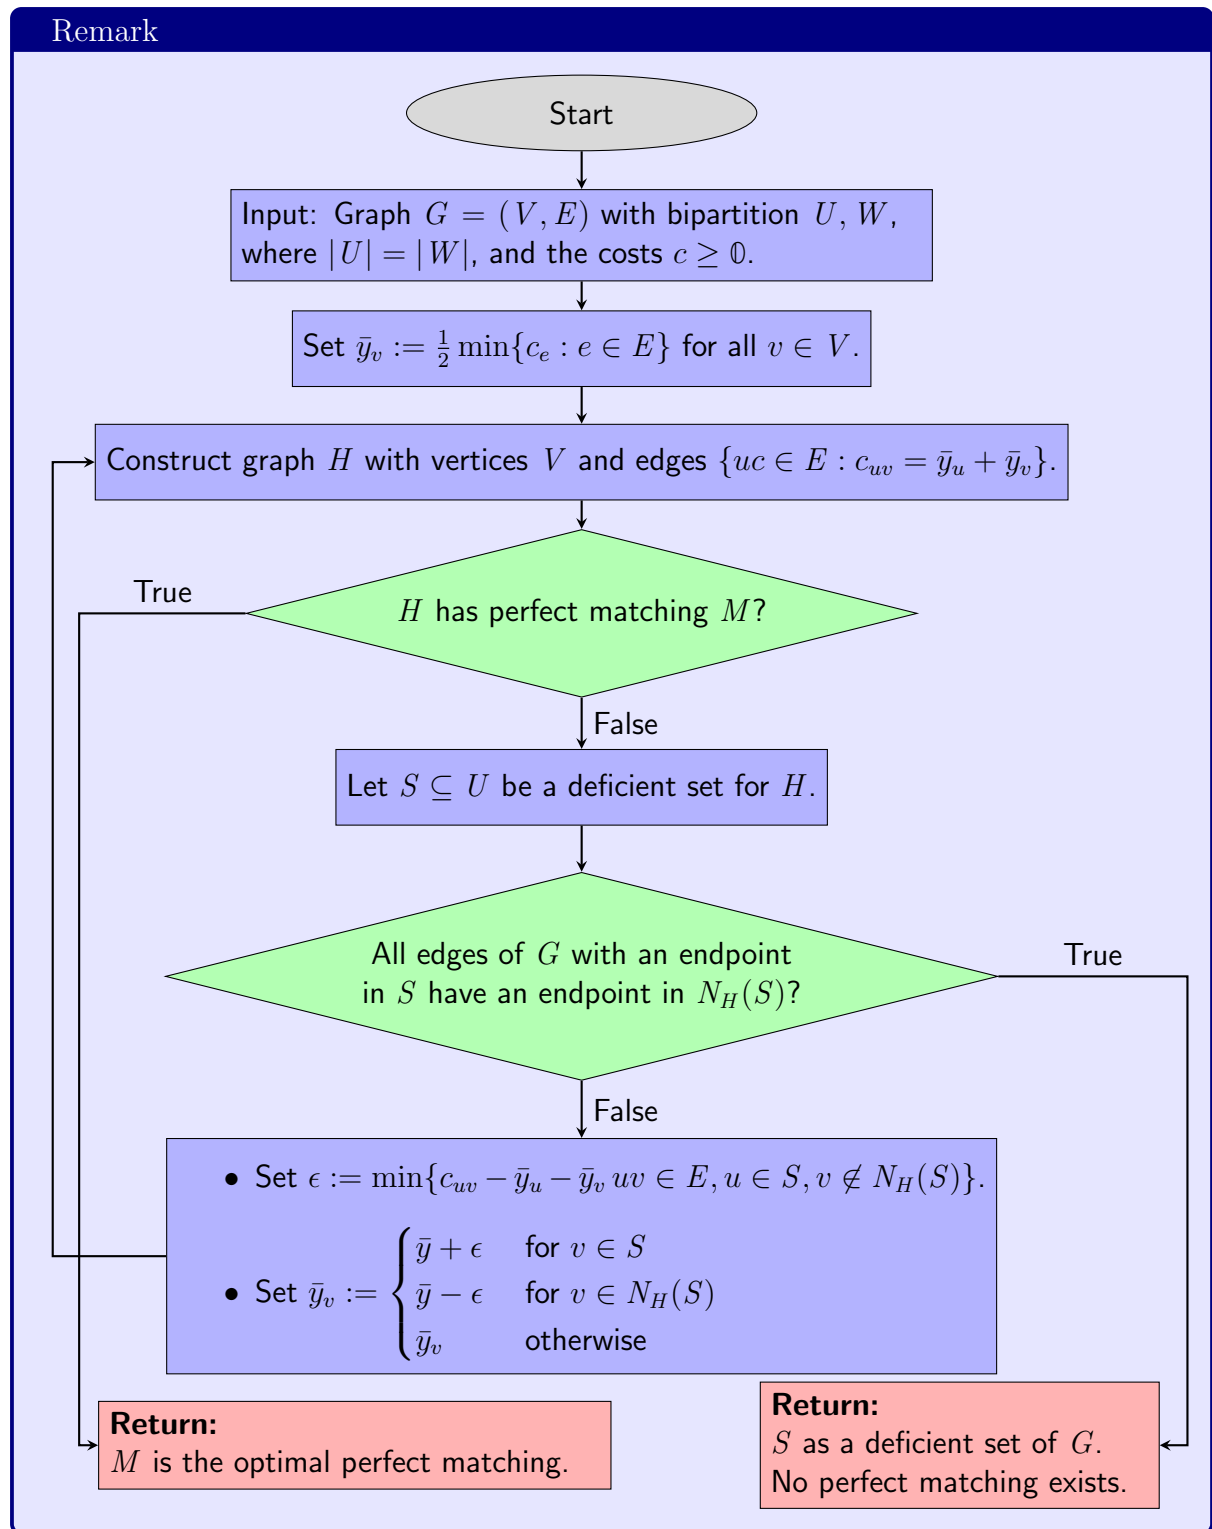 Remark
Start
Input: Graph G = (V, E) with bipartition U, W,
where |U| = |W|, and the costs c ≥ 𝟘.
Set ȳ_v := ½ min{c_e : e ∈ E} for all v ∈ V.
Construct graph H with vertices V and edges {uc ∈ E : c_{uv} = ȳ_u + ȳ_v}.
True
H has perfect matching M?
False
Let S ⊆ U be a deficient set for H.
All edges of G with an endpoint
in S have an endpoint in N_H(S)?
True
False
• Set ϵ := min{c_{uv} − ȳ_u − ȳ_v uv ∈ E, u ∈ S, v ∉ N_H(S)}.
• Set ȳ_v := {
ȳ + ϵ for v ∈ S
ȳ − ϵ for v ∈ N_H(S)
ȳ_v otherwise
Return:
M is the optimal perfect matching.
Return:
S as a deficient set of G.
No perfect matching exists.